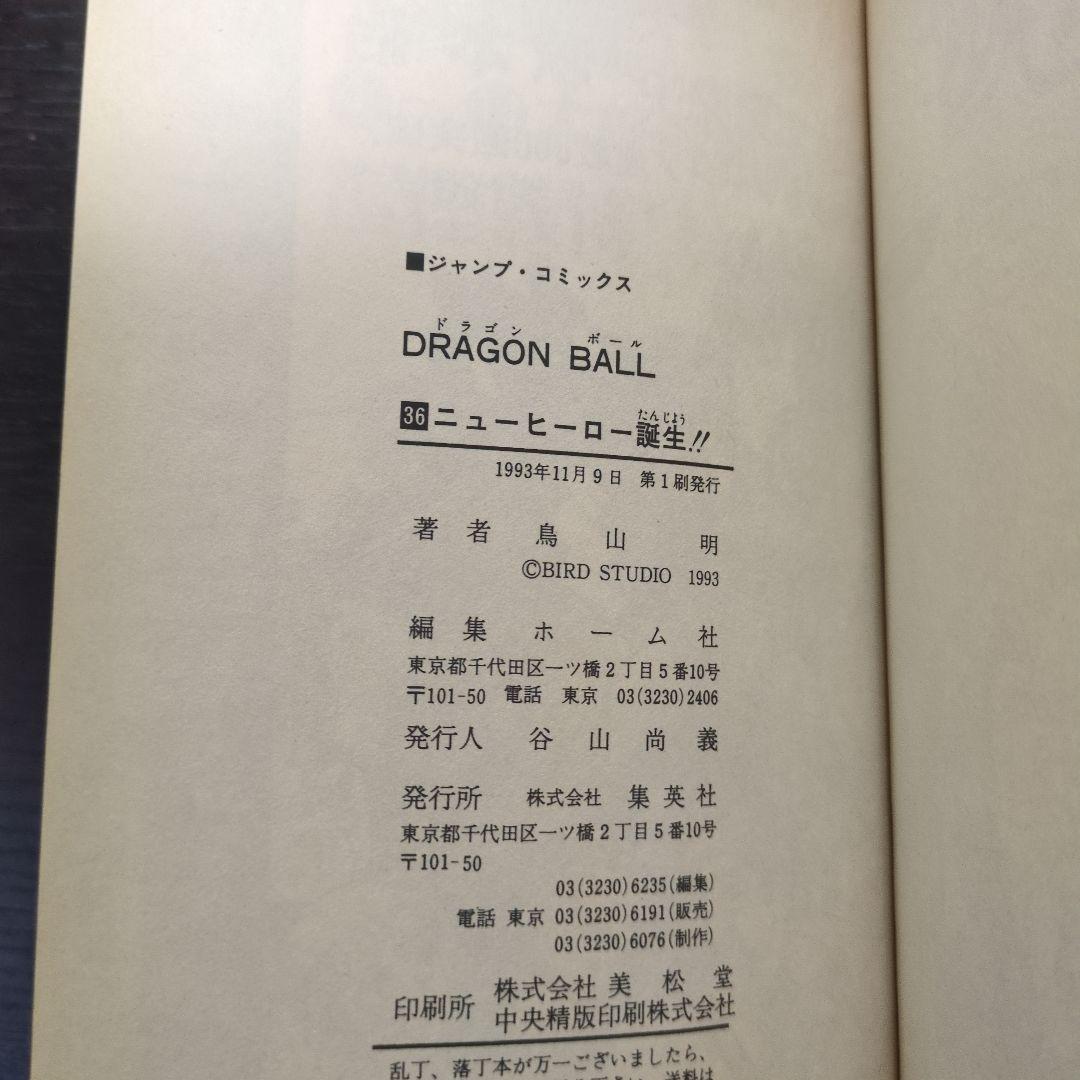 ■ジャンプ・コミックス
ドラゴン ボール
DRAGON BALL
たんじょう
36ニューヒーロー誕生!!
1993年11月9日 第1刷発行
著者 鳥山 明
©BIRD STUDIO 1993
編集 ホーム社
東京都千代田区一ツ橋2丁目5番10号
〒101-50 電話 東京 03(3230)2406
発行人 谷山尚義
発行所 株式会社 集英社
東京都千代田区一ツ橋2丁目5番10号
〒101-50
03(3230)6235(編集)
電話 東京 03(3230)6191(販売)
03(3230)6076(制作)
印刷所 株式会社 美松堂
中央精版印刷株式会社
乱丁、落丁本が万一ございましたら、
送料は